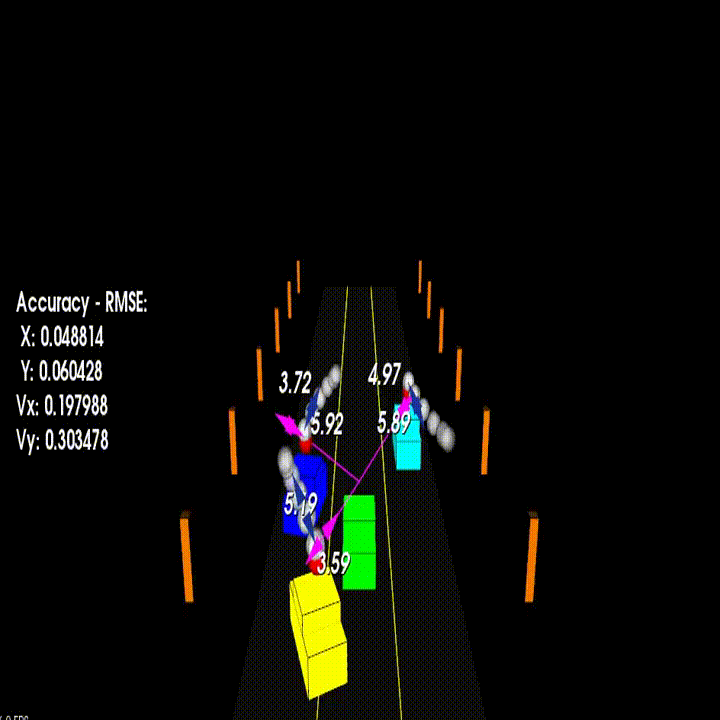 Accuracy - RMSE:
X: 0.048814
Y: 0.060428
Vx: 0.197988
Vy: 0.303478
3.72
4.97
5.92
5.89
5.19
3.59